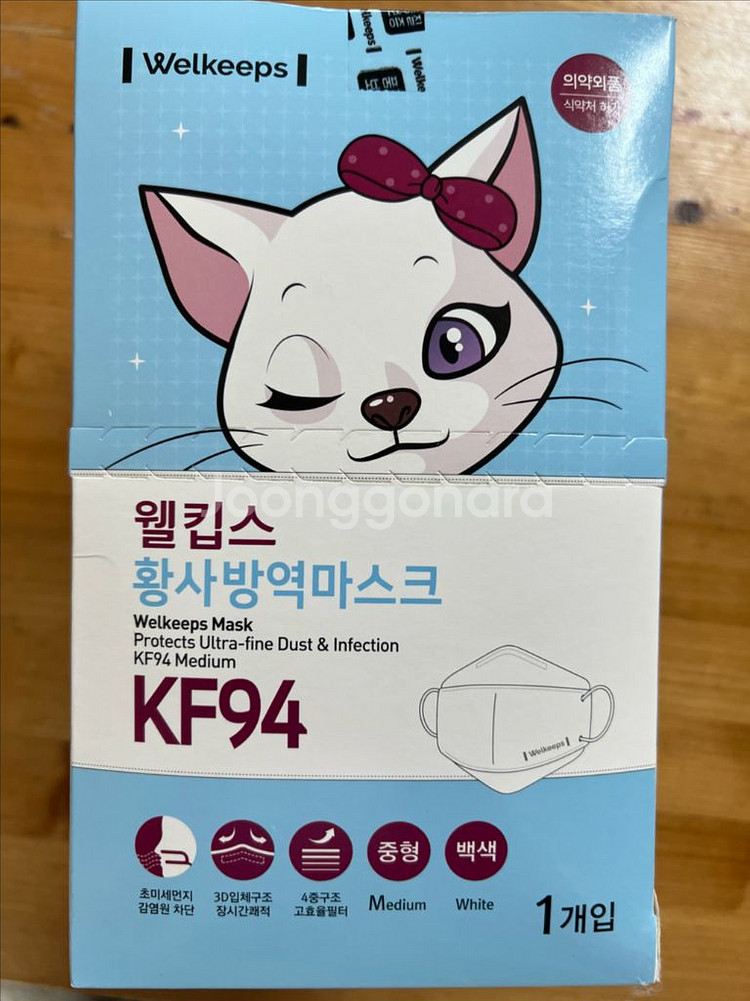 Welkeeps
의약외품
식약처 허가
웰킵스
Joonggonara
황사방역마스크
Welkeeps Mask
Protects Ultra-fine Dust & Infection
KF94 Medium
KF94
Welkeeps
중형
백색
초미세먼지
감염원 차단
3D입체구조
장시간쾌적
4중구조
고효율필터
Medium
White
1개입